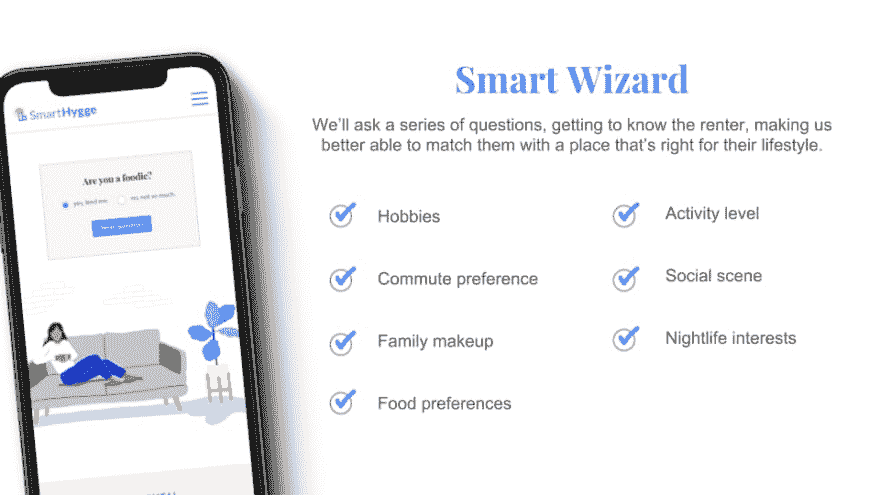 Smart Wizard
We'll ask a series of questions, getting to know the renter, making us
better able to match them with a place that's right for their lifestyle.
Hobbies
Commute preference
Family makeup
Food preferences
Activity level
Social scene
Nightlife interests
SmartHygge
Are you a foodie?
yes, feed me
no, not so much